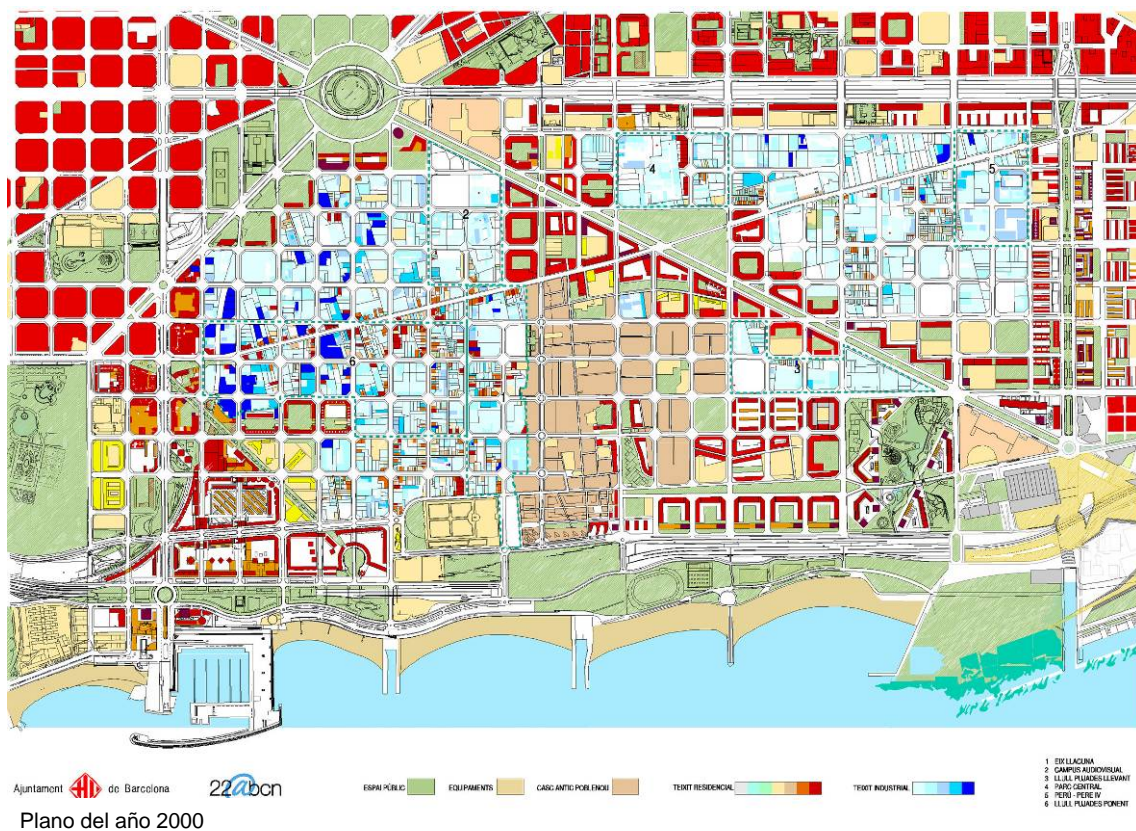 4
5
2
6
3
Ajuntament de Barcelona
22@bcn
ESPAI PÚBLIC
EQUIPAMENTS
CASC ANTIC POBLENOU
TEIXIT RESIDENCIAL
TEIXIT INDUSTRIAL
1 EIX LLACUNA
2 CAMPUS AUDIOVISUAL
3 LLULL PUJADES LLEVANT
4 PARC CENTRAL
5 PERÚ - PERE IV
6 LLULL PUJADES PONENT
Plano del año 2000